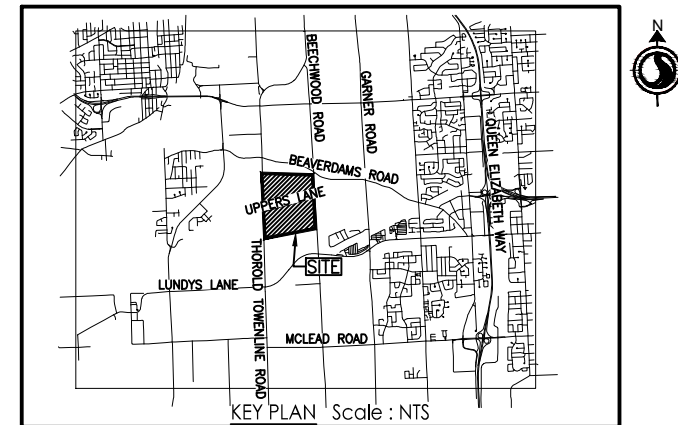 N
BEECHWOOD ROAD
GARNER ROAD
QUEEN ELIZABETH WAY
BEAVERDAMS ROAD
UPPERS LANE
THOROLD TOWENLINE ROAD
SITE
LUNDYS LANE
MCLEAD ROAD
KEY PLAN Scale : NTS